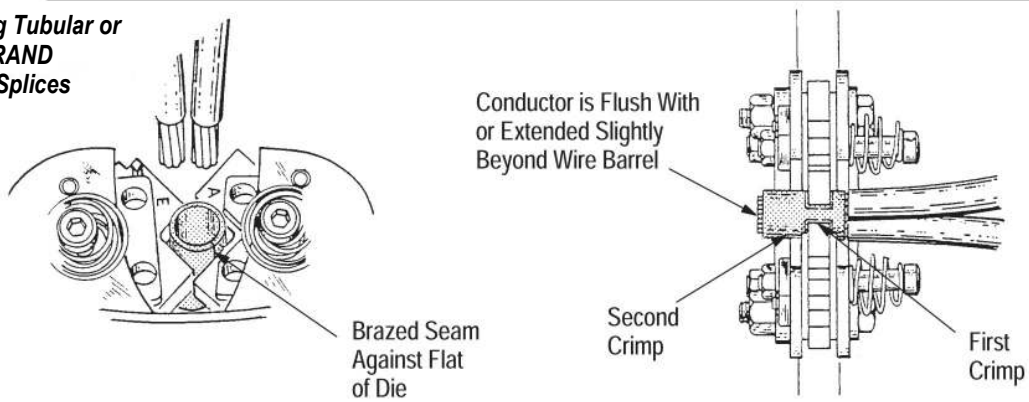 g Tubular or
RAND
Splices
A
E
Brazed Seam
Against Flat
of Die
Conductor is Flush With
or Extended Slightly
Beyond Wire Barrel
Second
Crimp
First
Crimp